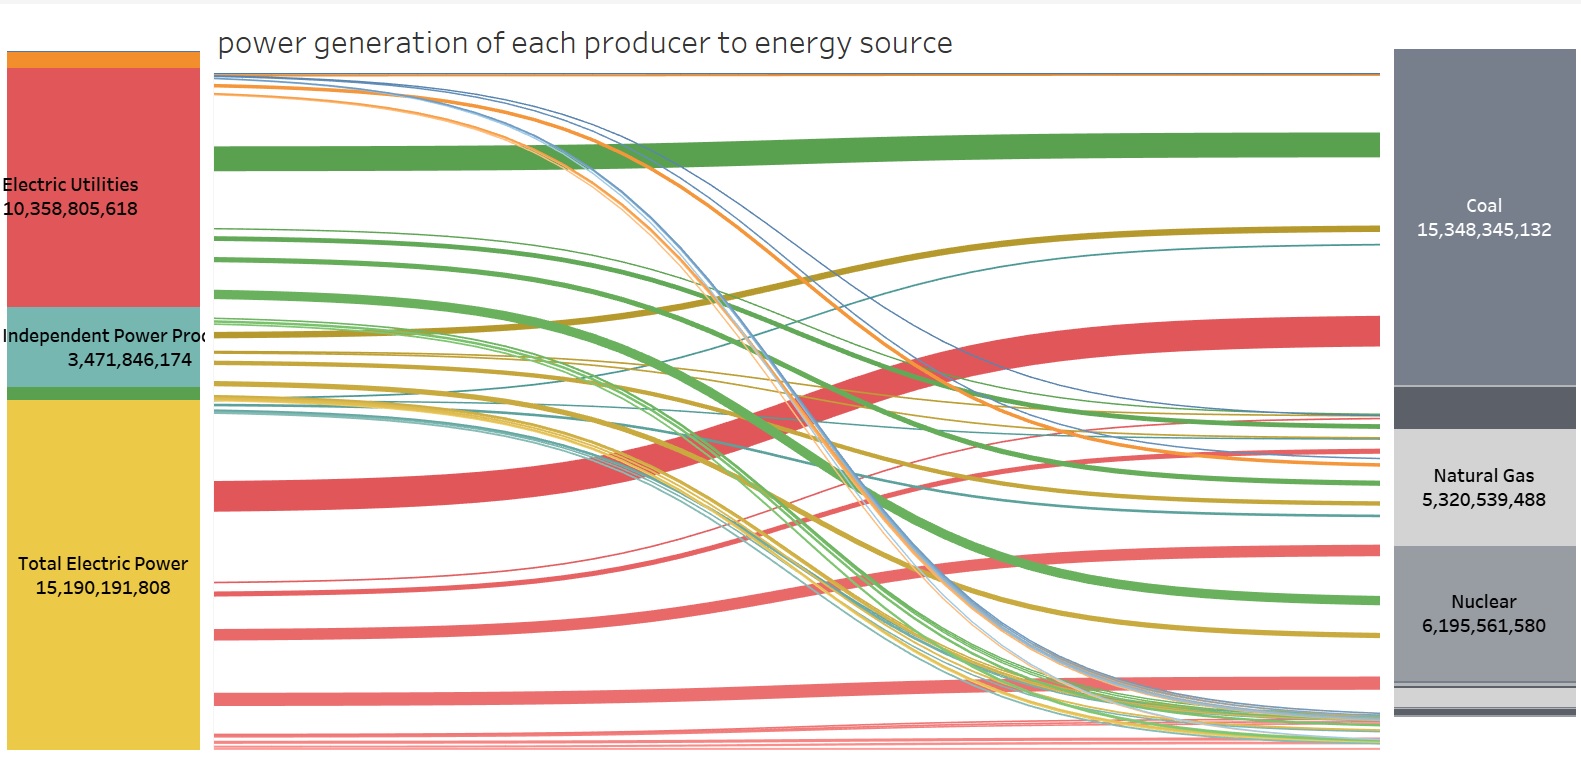 power generation of each producer to energy source
Electric Utilities
10,358,805,618
Independent Power Proc
3,471,846,174
Total Electric Power
15,190,191,808
Coal
15,348,345,132
Natural Gas
5,320,539,488
Nuclear
6,195,561,580